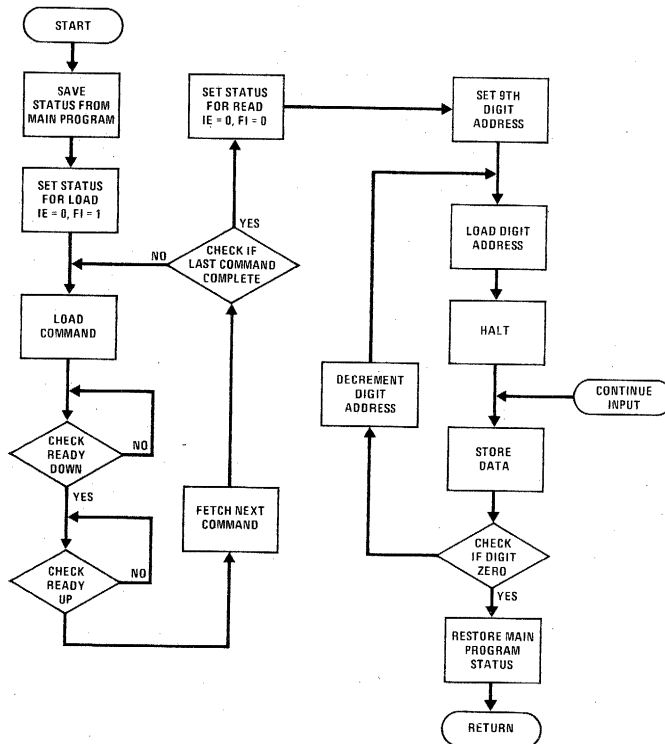 START
SAVE
STATUS FROM
MAIN PROGRAM
SET STATUS
FOR LOAD
IE = 0, FI = 1
LOAD
COMMAND
CHECK
READY
DOWN
NO
YES
CHECK
READY
UP
NO
FETCH NEXT
COMMAND
CHECK IF
LAST COMMAND
COMPLETE
NO
YES
SET STATUS
FOR READ
IE = 0, FI = 0
SET 9TH
DIGIT
ADDRESS
LOAD DIGIT
ADDRESS
HALT
CONTINUE
INPUT
STORE
DATA
CHECK
IF DIGIT
ZERO
DECREMENT
DIGIT
ADDRESS
YES
RESTORE MAIN
PROGRAM
STATUS
RETURN